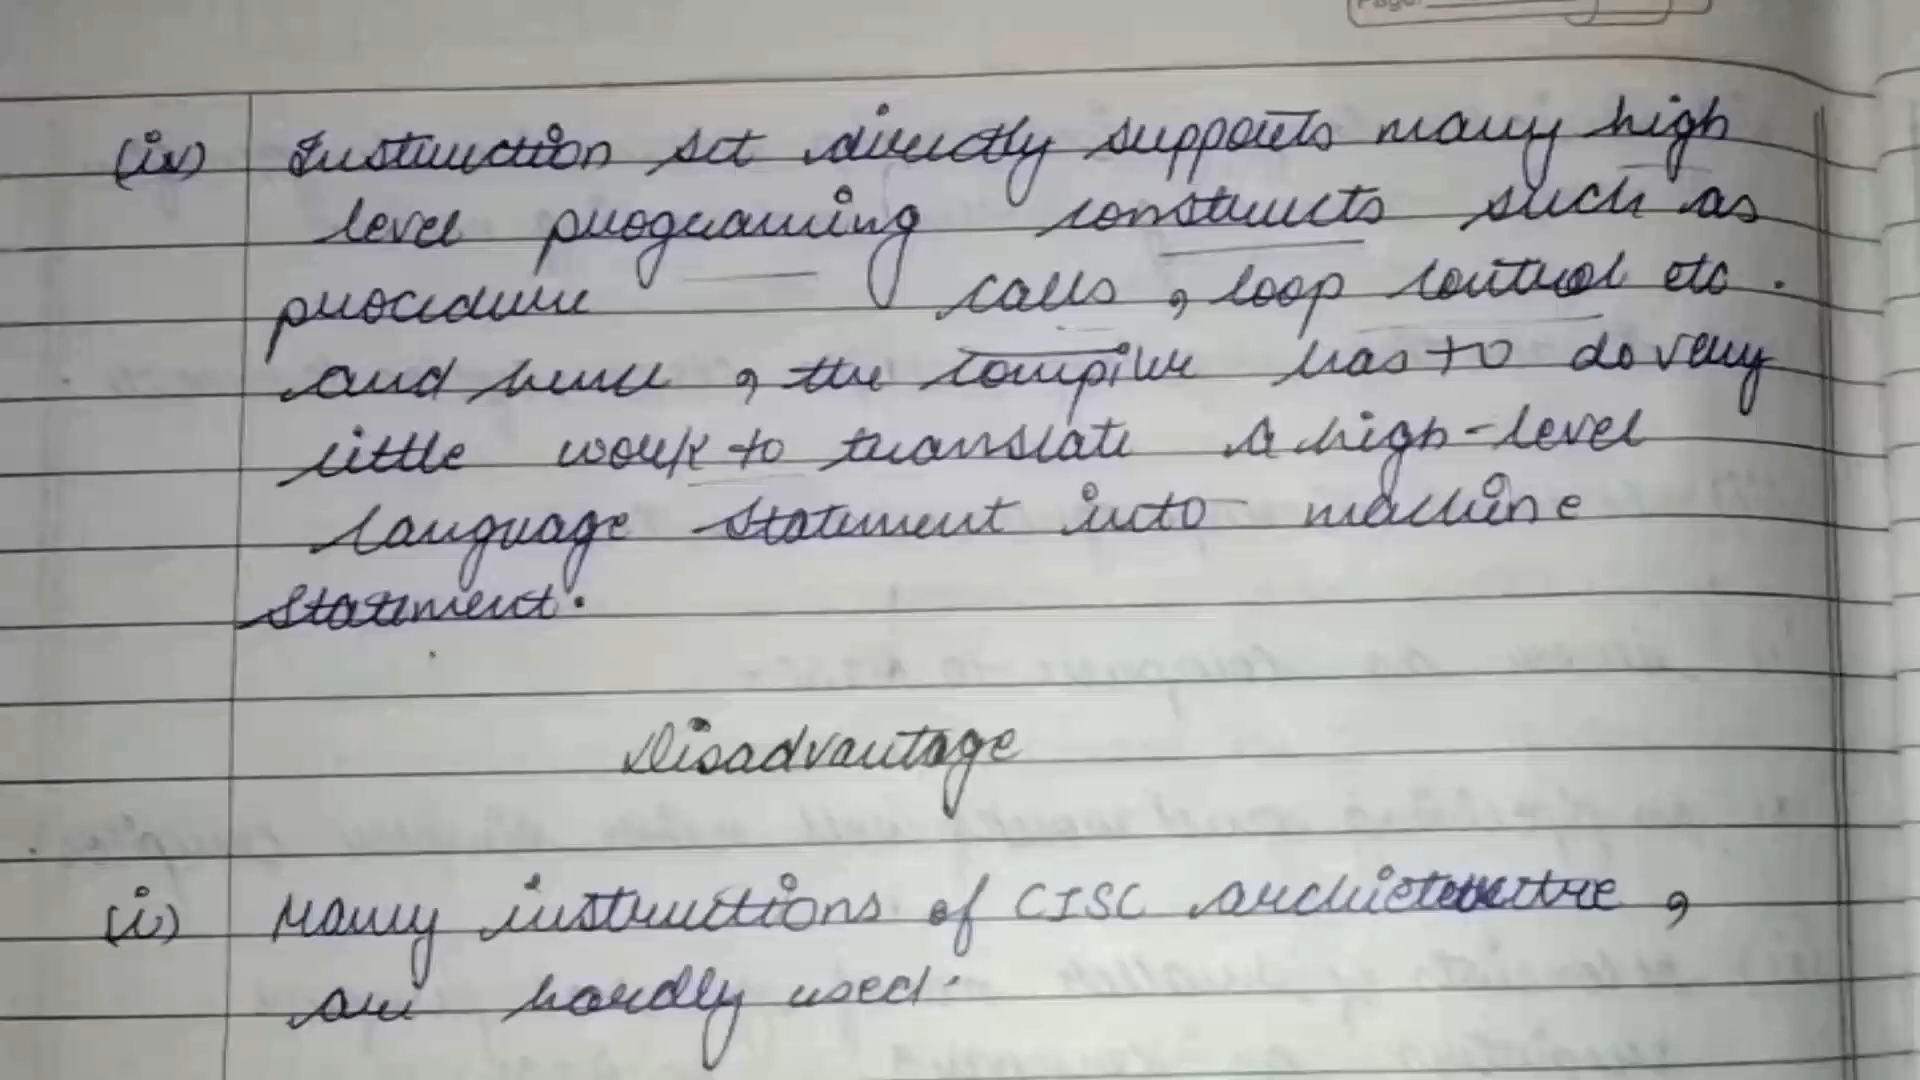 (iv) Instruction set directly supports many high
level programing constructs such as
procedure calls, loop control etc.
and hence, the compiler has to do very
little work to translate a high-level
language statement into machine
statement.
Disadvantage
(i) Many instructions of CISC architecture,
are hardly used.